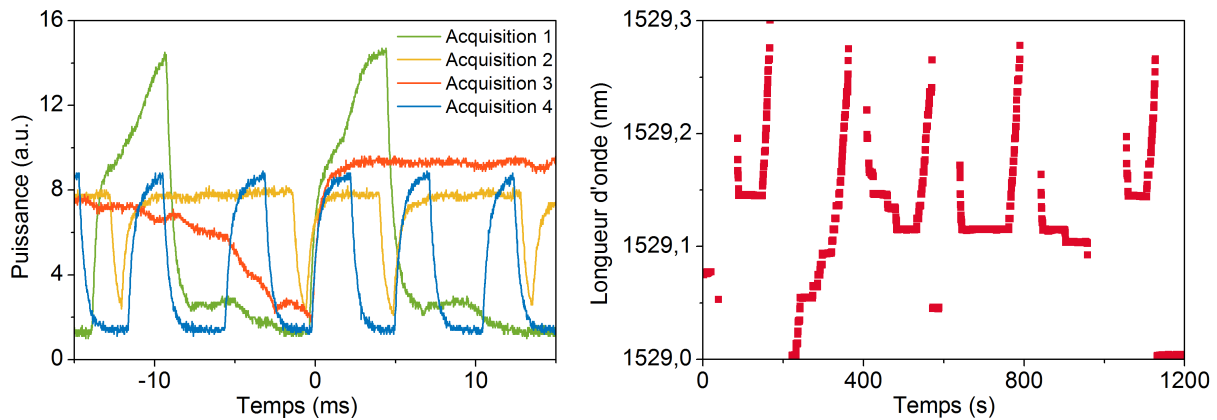 16
12
8
4
0
Puissance (a.u.)
Acquisition 1
Acquisition 2
Acquisition 3
Acquisition 4
-10
0
10
Temps (ms)
1529,3
1529,2
1529,1
1529,0
Longueur d'onde (nm)
0
400
800
1200
Temps (s)